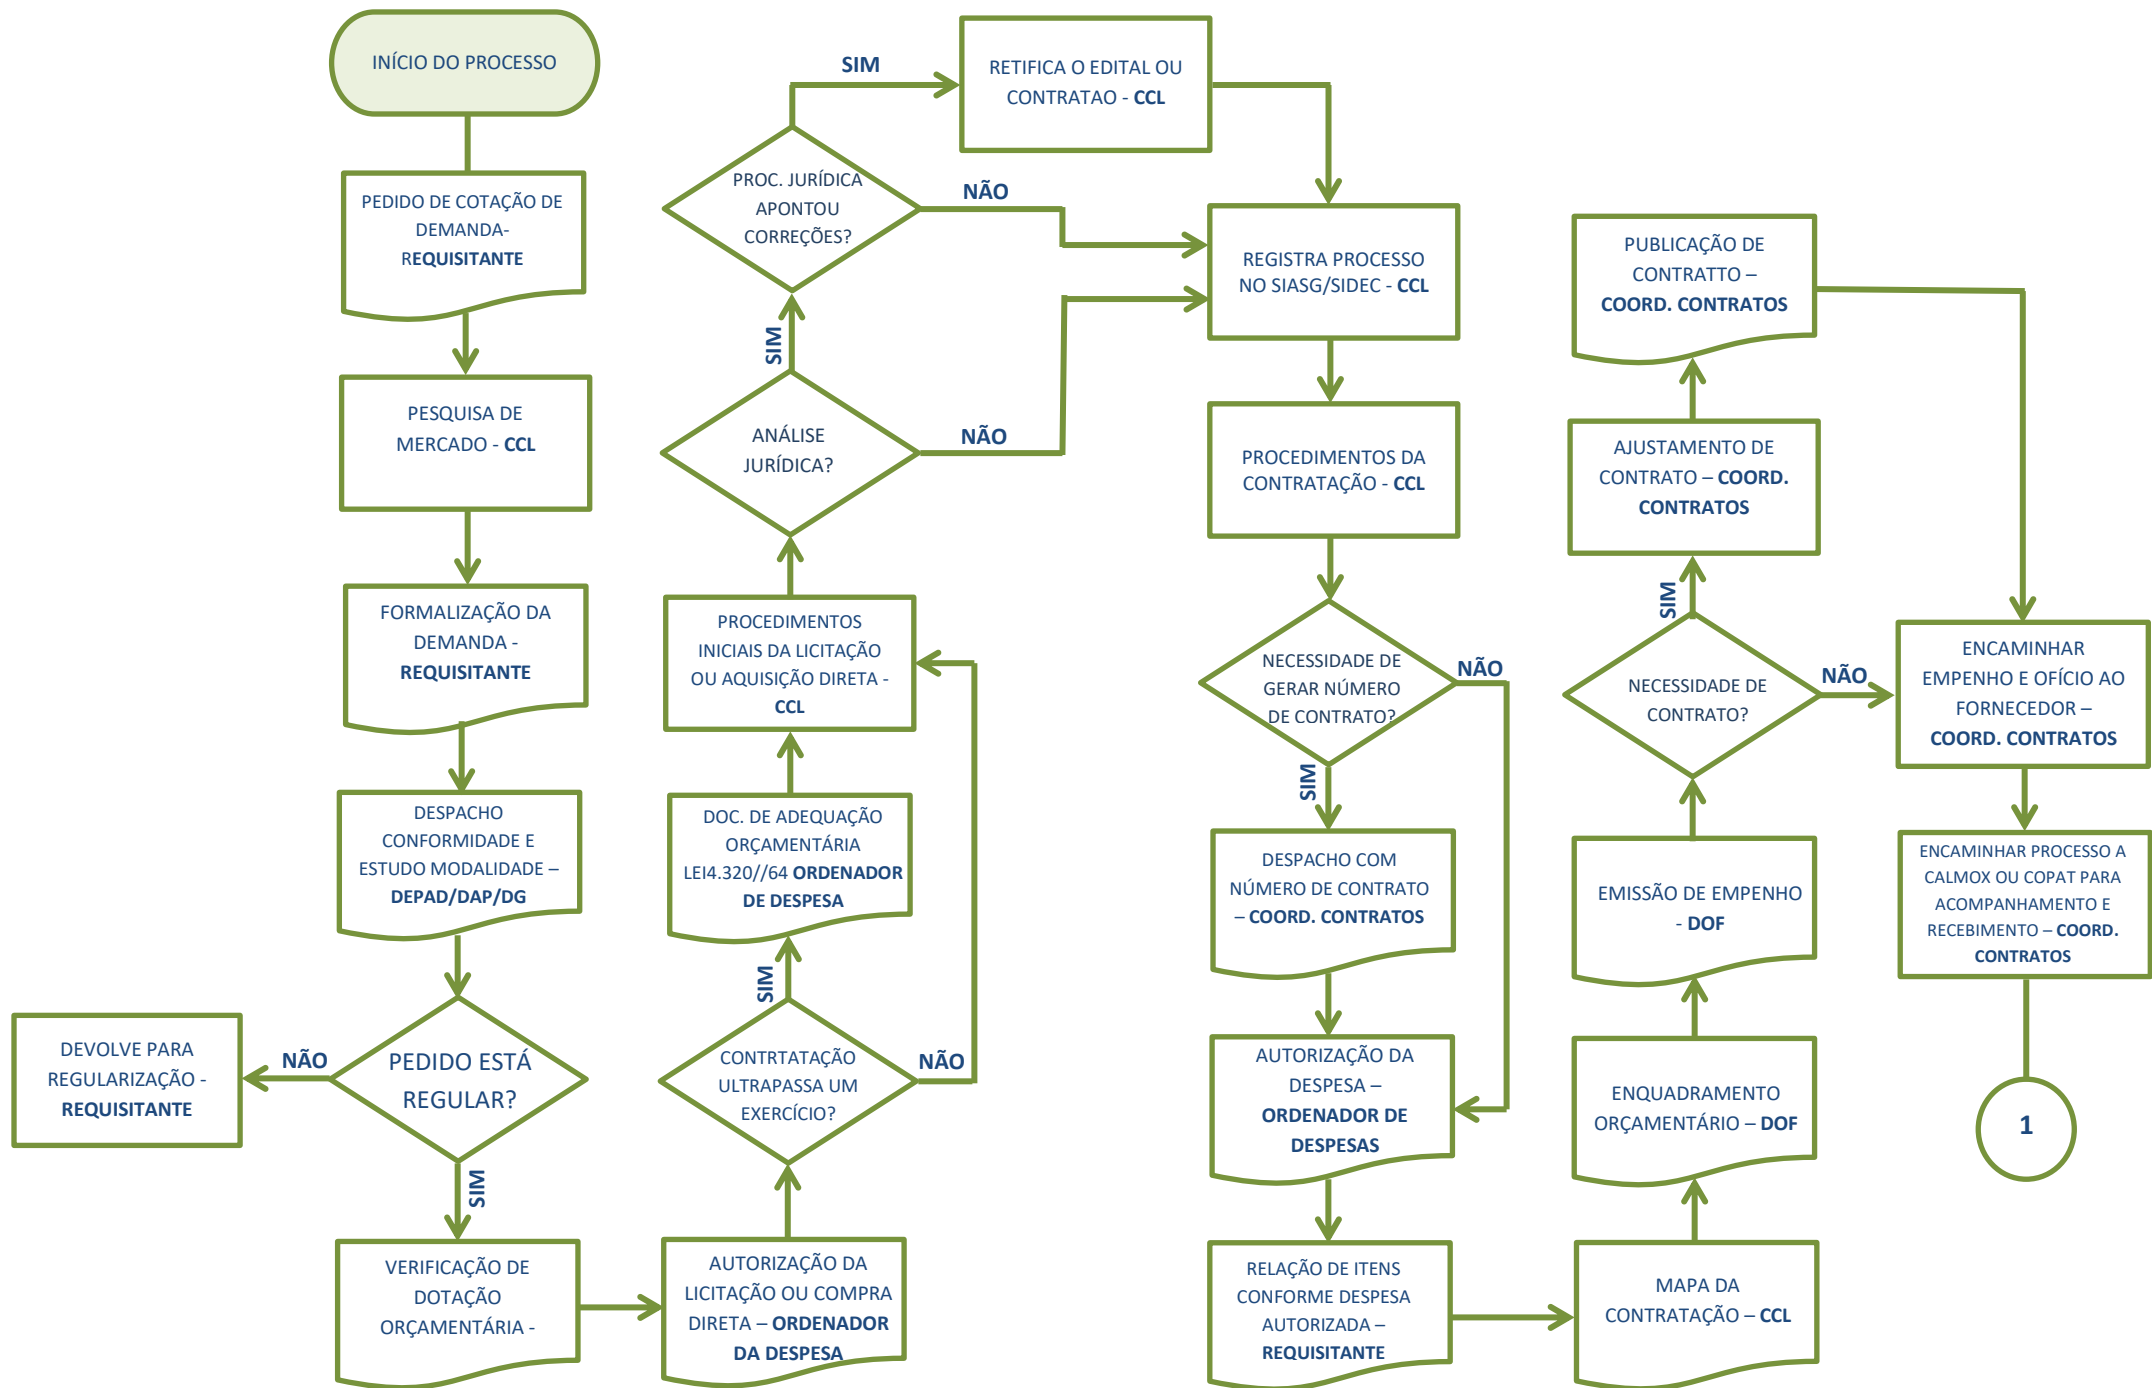 INÍCIO DO PROCESSO
PEDIDO DE COTAÇÃO DE
DEMANDA-
REQUISITANTE
PESQUISA DE
MERCADO - CCL
FORMALIZAÇÃO DA
DEMANDA -
REQUISITANTE
DESPACHO
CONFORMIDADE E
ESTUDO MODALIDADE –
DEPAD/DAP/DG
PEDIDO ESTÁ
REGULAR?
NÃO
DEVOLVE PARA
REGULARIZAÇÃO -
REQUISITANTE
SIM
VERIFICAÇÃO DE
DOTAÇÃO
ORÇAMENTÁRIA -
AUTORIZAÇÃO DA
LICITAÇÃO OU COMPRA
DIRETA – ORDENADOR
DA DESPESA
CONTRTATAÇÃO
ULTRAPASSA UM
EXERCÍCIO?
NÃO
SIM
DOC. DE ADEQUAÇÃO
ORÇAMENTÁRIA
LEI4.320//64 ORDENADOR
DE DESPESA
PROCEDIMENTOS
INICIAIS DA LICITAÇÃO
OU AQUISIÇÃO DIRETA -
CCL
ANÁLISE
JURÍDICA?
NÃO
SIM
PROC. JURÍDICA
APONTOU
CORREÇÕES?
NÃO
SIM
RETIFICA O EDITAL OU
CONTRATAO - CCL
REGISTRA PROCESSO
NO SIASG/SIDEC - CCL
PROCEDIMENTOS DA
CONTRATAÇÃO - CCL
NECESSIDADE DE
GERAR NÚMERO
DE CONTRATO?
NÃO
SIM
DESPACHO COM
NÚMERO DE CONTRATO
– COORD. CONTRATOS
AUTORIZAÇÃO DA
DESPESA –
ORDENADOR DE
DESPESAS
RELAÇÃO DE ITENS
CONFORME DESPESA
AUTORIZADA –
REQUISITANTE
MAPA DA
CONTRATAÇÃO – CCL
ENQUADRAMENTO
ORÇAMENTÁRIO – DOF
EMISSÃO DE EMPENHO
- DOF
NECESSIDADE DE
CONTRATO?
NÃO
SIM
AJUSTAMENTO DE
CONTRATO – COORD.
CONTRATOS
PUBLICAÇÃO DE
CONTRATTO –
COORD. CONTRATOS
ENCAMINHAR
EMPENHO E OFÍCIO AO
FORNECEDOR –
COORD. CONTRATOS
ENCAMINHAR PROCESSO A
CALMOX OU COPAT PARA
ACOMPANHAMENTO E
RECEBIMENTO – COORD.
CONTRATOS
1